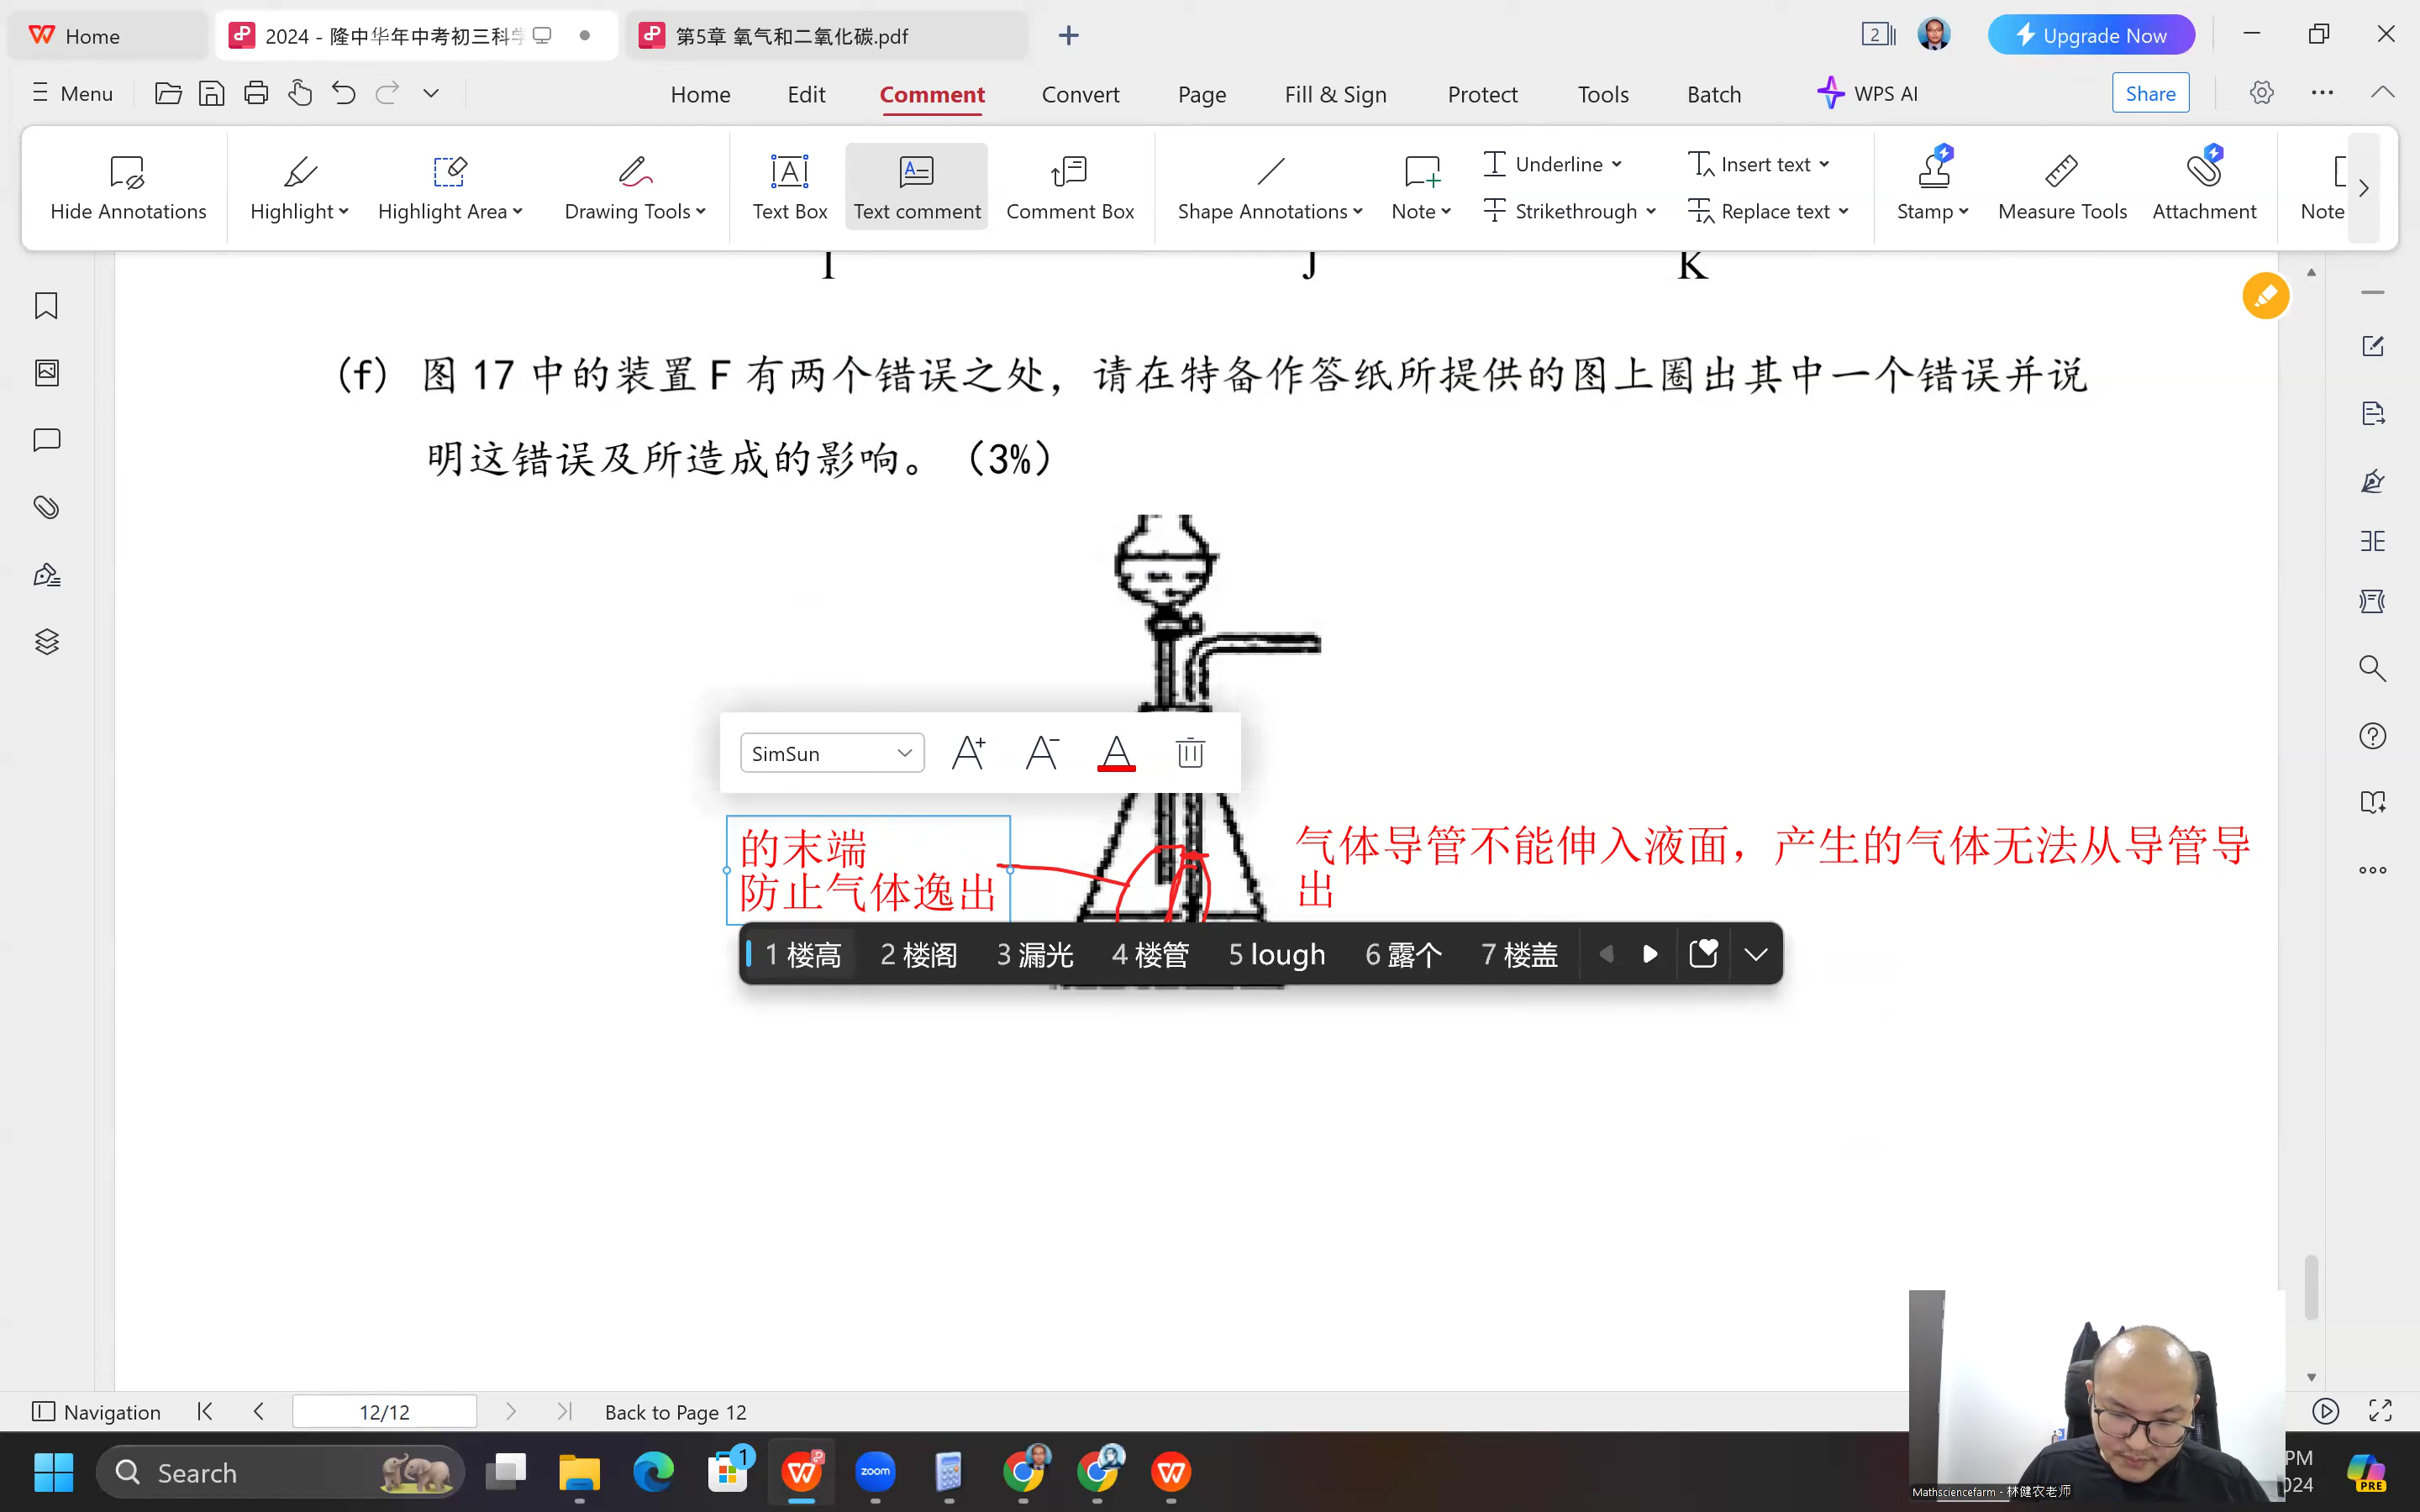 Home
2024 - 隆中华年中考初三科学
第5章 氧气和二氧化碳.pdf
2
Upgrade Now
Menu
Home
Edit
Comment
Convert
Page
Fill & Sign
Protect
Tools
Batch
WPS AI
Share
Hide Annotations
Highlight
Highlight Area
Drawing Tools
Text Box
Text comment
Comment Box
Shape Annotations
Note
Underline
Strikethrough
Insert text
Replace text
Stamp
Measure Tools
Attachment
Note
I J K
(f) 图 17 中的装置 F 有两个错误之处，请在特备作答纸所提供的图上圈出其中一个错误并说
明这错误及所造成的影响。（3%）
SimSun
的末端
防止气体逸出
气体导管不能伸入液面，产生的气体无法从导管导
出
1 楼高 2 楼阁 3 漏光 4 楼管 5 lough 6 露个 7 楼盖
Navigation
12/12
Back to Page 12
Search
1
zoom
PM
024
PRE
Mathsciencefarm - 林健农老师